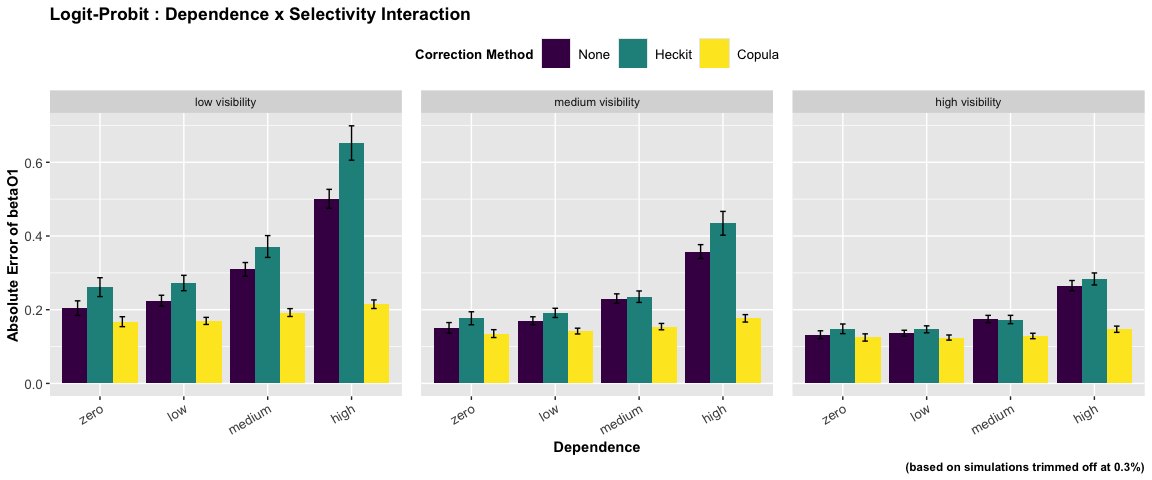 Logit-Probit : Dependence x Selectivity Interaction
Correction Method None Heckit Copula
low visibility medium visibility high visibility
Absolute Error of betaO1
0.6
0.4
0.2
0.0
zero low medium high zero low medium high zero low medium high
Dependence
(based on simulations trimmed off at 0.3%)